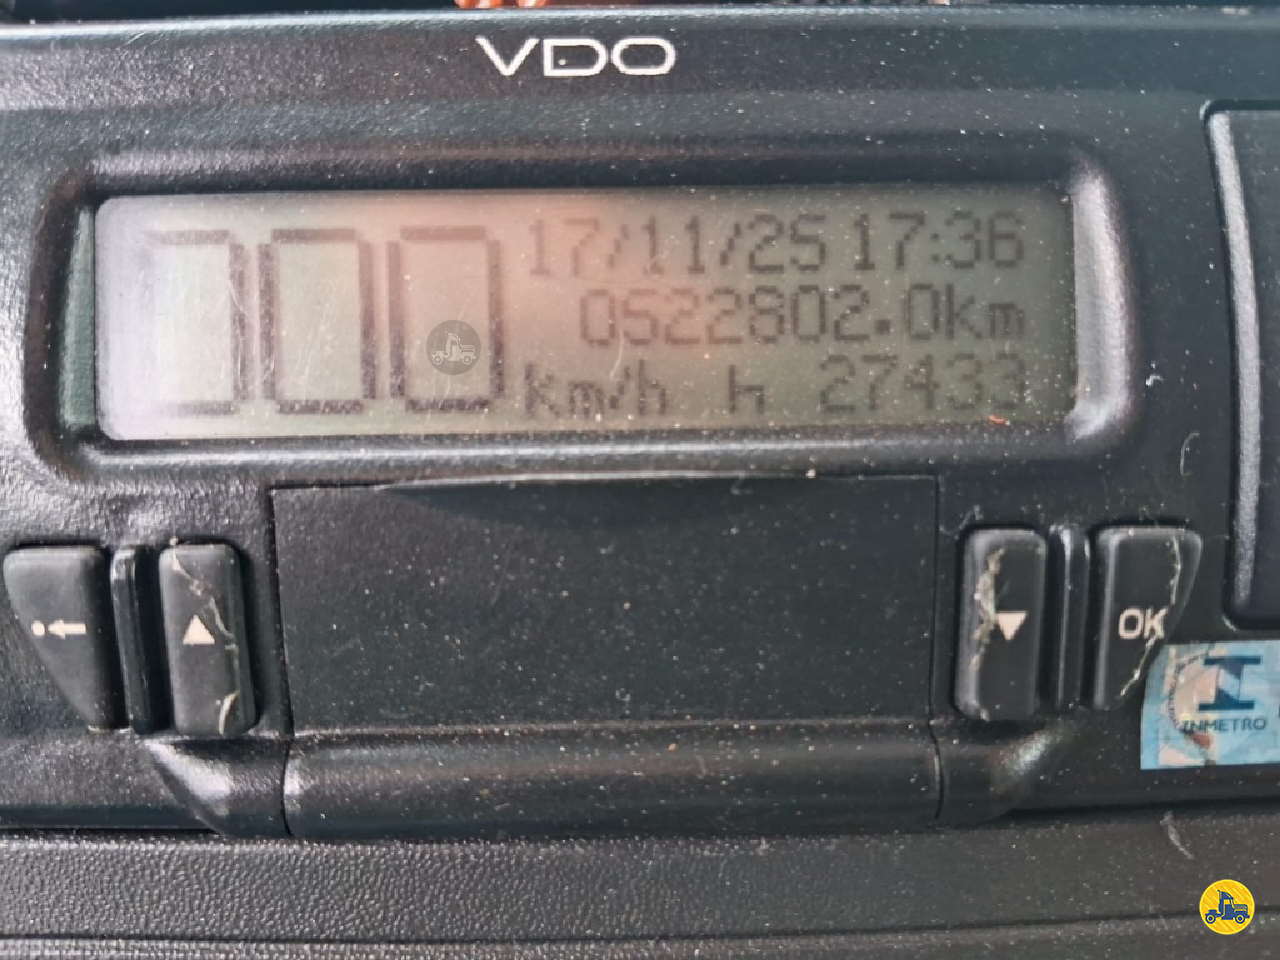 VDO
000 17/11/25 17:36
0522802.0km
km/h h 27433
OK
INMETRO